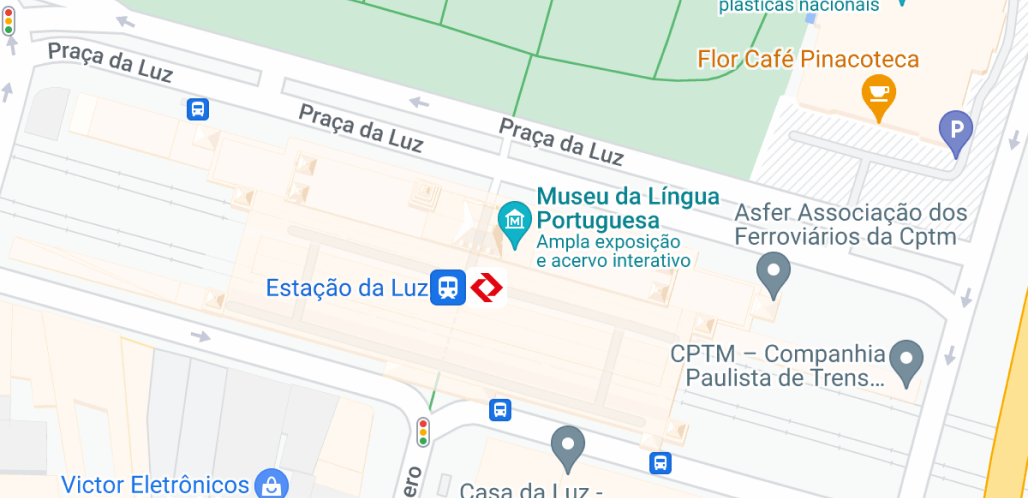 plásticas nacionais
Praça da Luz
Flor Café Pinacoteca
P
Praça da Luz
Praça da Luz
Museu da Língua
Portuguesa
Ampla exposição
e acervo interativo
M
Asfer Associação dos
Ferroviários da Cptm
Estação da Luz
CPTM – Companhia
Paulista de Trens...
Victor Eletrônicos
ero
Casa da Luz -